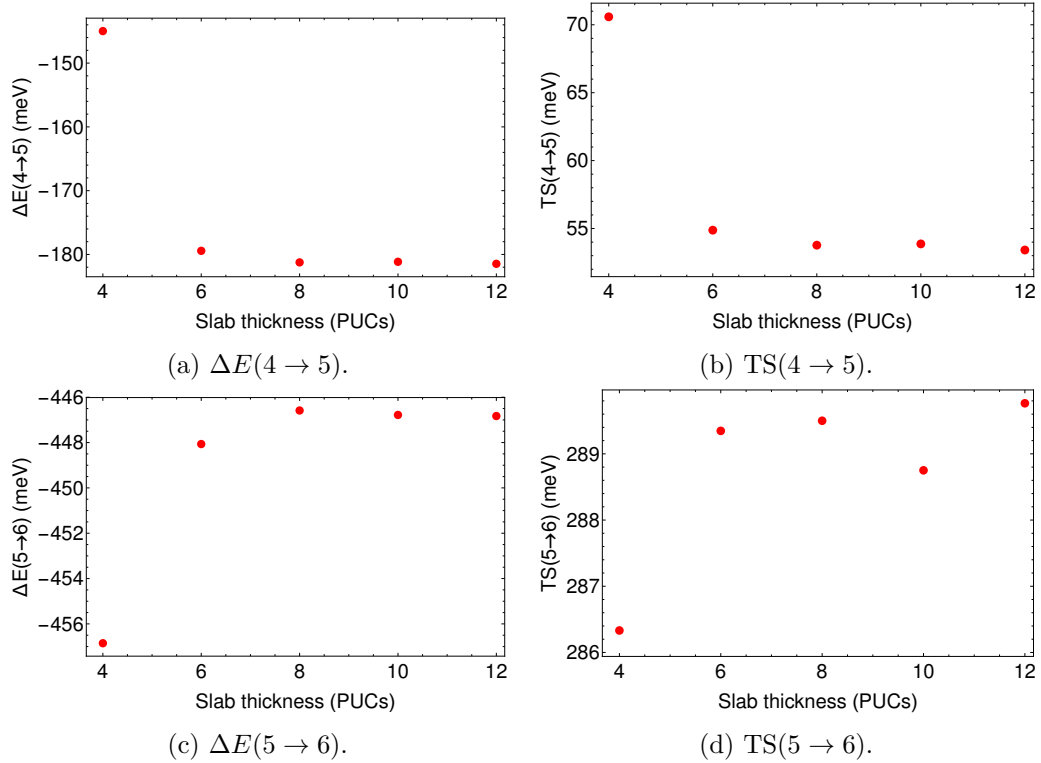 −150
−160
−170
−180
ΔE(4→5) (meV)
4 6 8 10 12
Slab thickness (PUCs)
(a) ΔE(4 → 5).
70
65
60
55
TS(4→5) (meV)
4 6 8 10 12
Slab thickness (PUCs)
(b) TS(4 → 5).
−446
−448
−450
−452
−454
−456
ΔE(5→6) (meV)
4 6 8 10 12
Slab thickness (PUCs)
(c) ΔE(5 → 6).
289
288
287
286
TS(5→6) (meV)
4 6 8 10 12
Slab thickness (PUCs)
(d) TS(5 → 6).